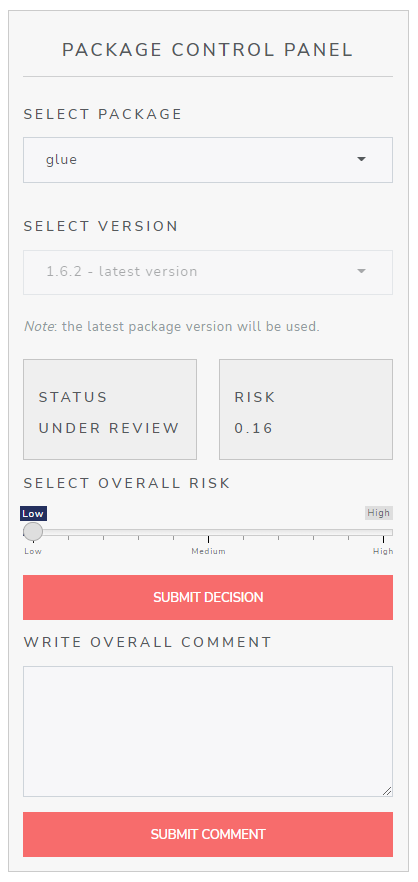 PACKAGE CONTROL PANEL
SELECT PACKAGE
glue
SELECT VERSION
1.6.2 - latest version
Note: the latest package version will be used.
STATUS
UNDER REVIEW
RISK
0.16
SELECT OVERALL RISK
Low High
Low Medium High
SUBMIT DECISION
WRITE OVERALL COMMENT
SUBMIT COMMENT